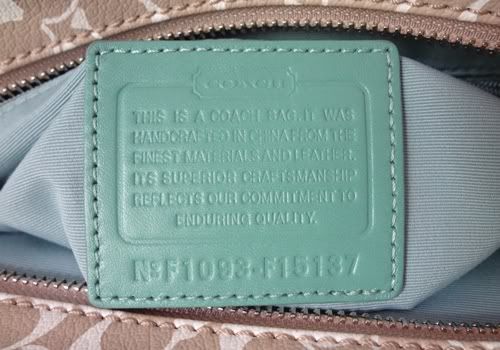 COACH
THIS IS A COACH BAG. IT WAS
HANDCRAFTED IN CHINA FROM THE
FINEST MATERIALS AND LEATHER.
ITS SUPERIOR CRAFTSMANSHIP
REFLECTS OUR COMMITMENT TO
ENDURING QUALITY.
Nº F1093-F15137